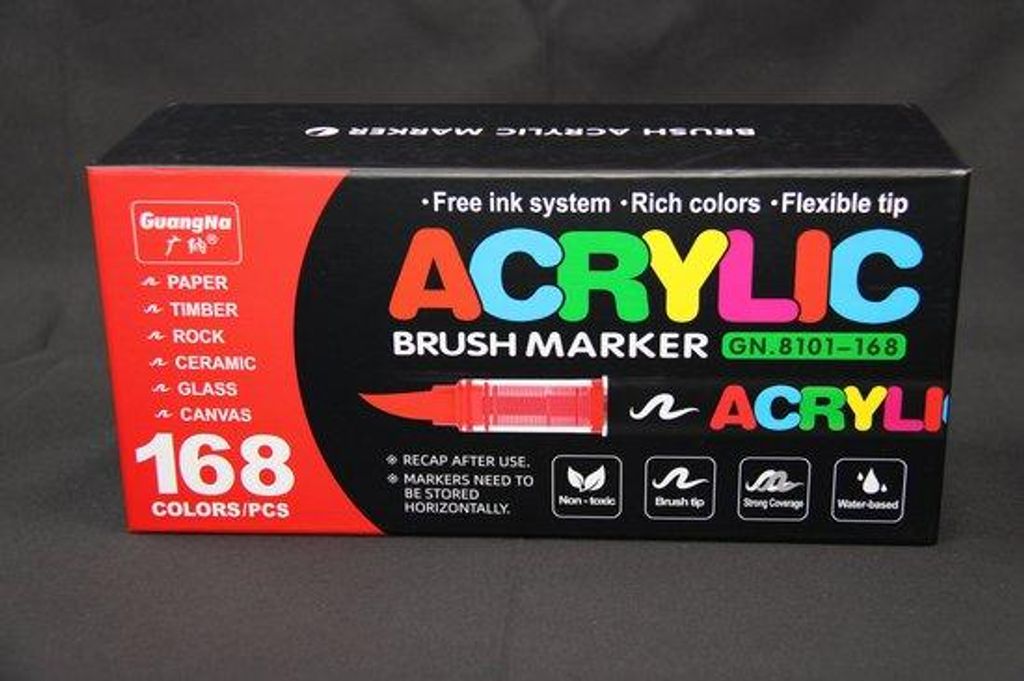 BRUSH ACRYLIC MARKER
·Free ink system ·Rich colors ·Flexible tip
GuangNa
广纳®
PAPER
TIMBER
ROCK
CERAMIC
GLASS
CANVAS
168
COLORS/PCS
ACRYLIC
BRUSH MARKER GN.8101-168
ACRYLI
※ RECAP AFTER USE.
※ MARKERS NEED TO
BE STORED
HORIZONTALLY.
Non-toxic
Brush tip
Strong Coverage
Water-based